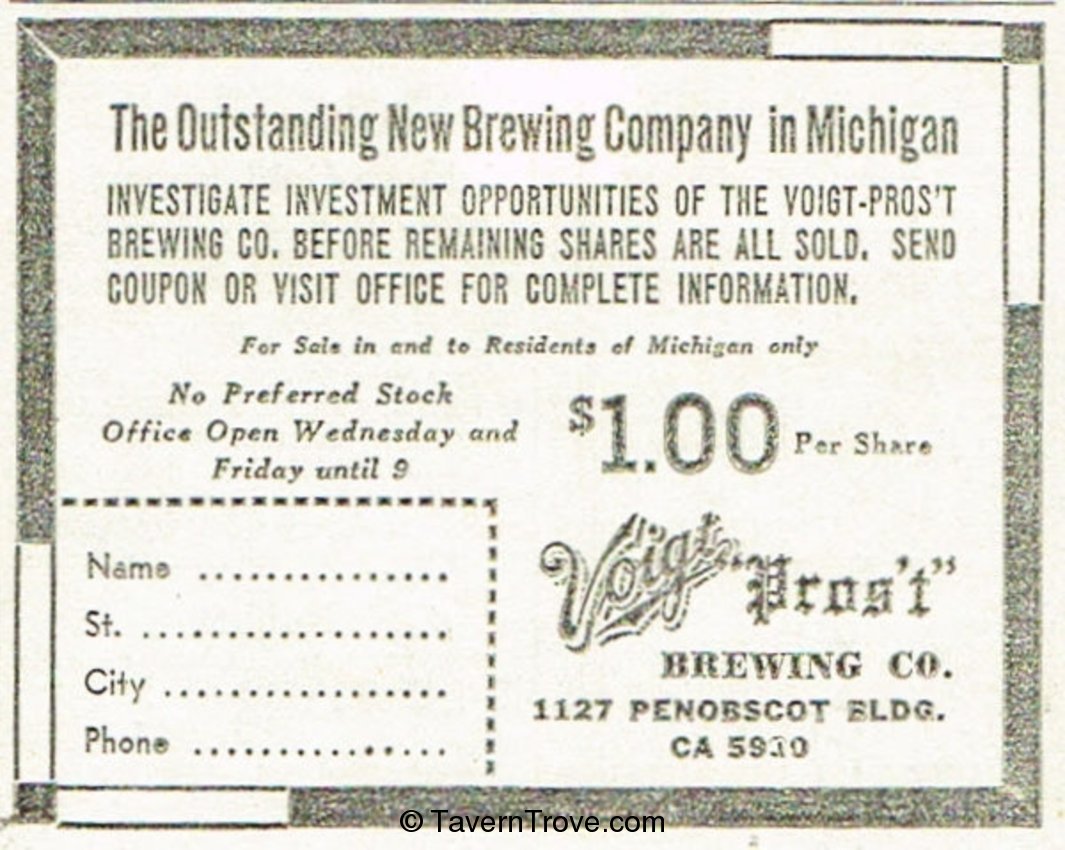 The Outstanding New Brewing Company in Michigan
INVESTIGATE INVESTMENT OPPORTUNITIES OF THE VOIGT-PROS'T
BREWING CO. BEFORE REMAINING SHARES ARE ALL SOLD. SEND
COUPON OR VISIT OFFICE FOR COMPLETE INFORMATION.
For Sale in and to Residents of Michigan only
No Preferred Stock
Office Open Wednesday and
Friday until 9
$1.00 Per Share
Name ................
St. ...................
City ..................
Phone ................
Voigt "Pros't"
BREWING CO.
1127 PENOBSCOT BLDG.
CA
© TavernTrove.com